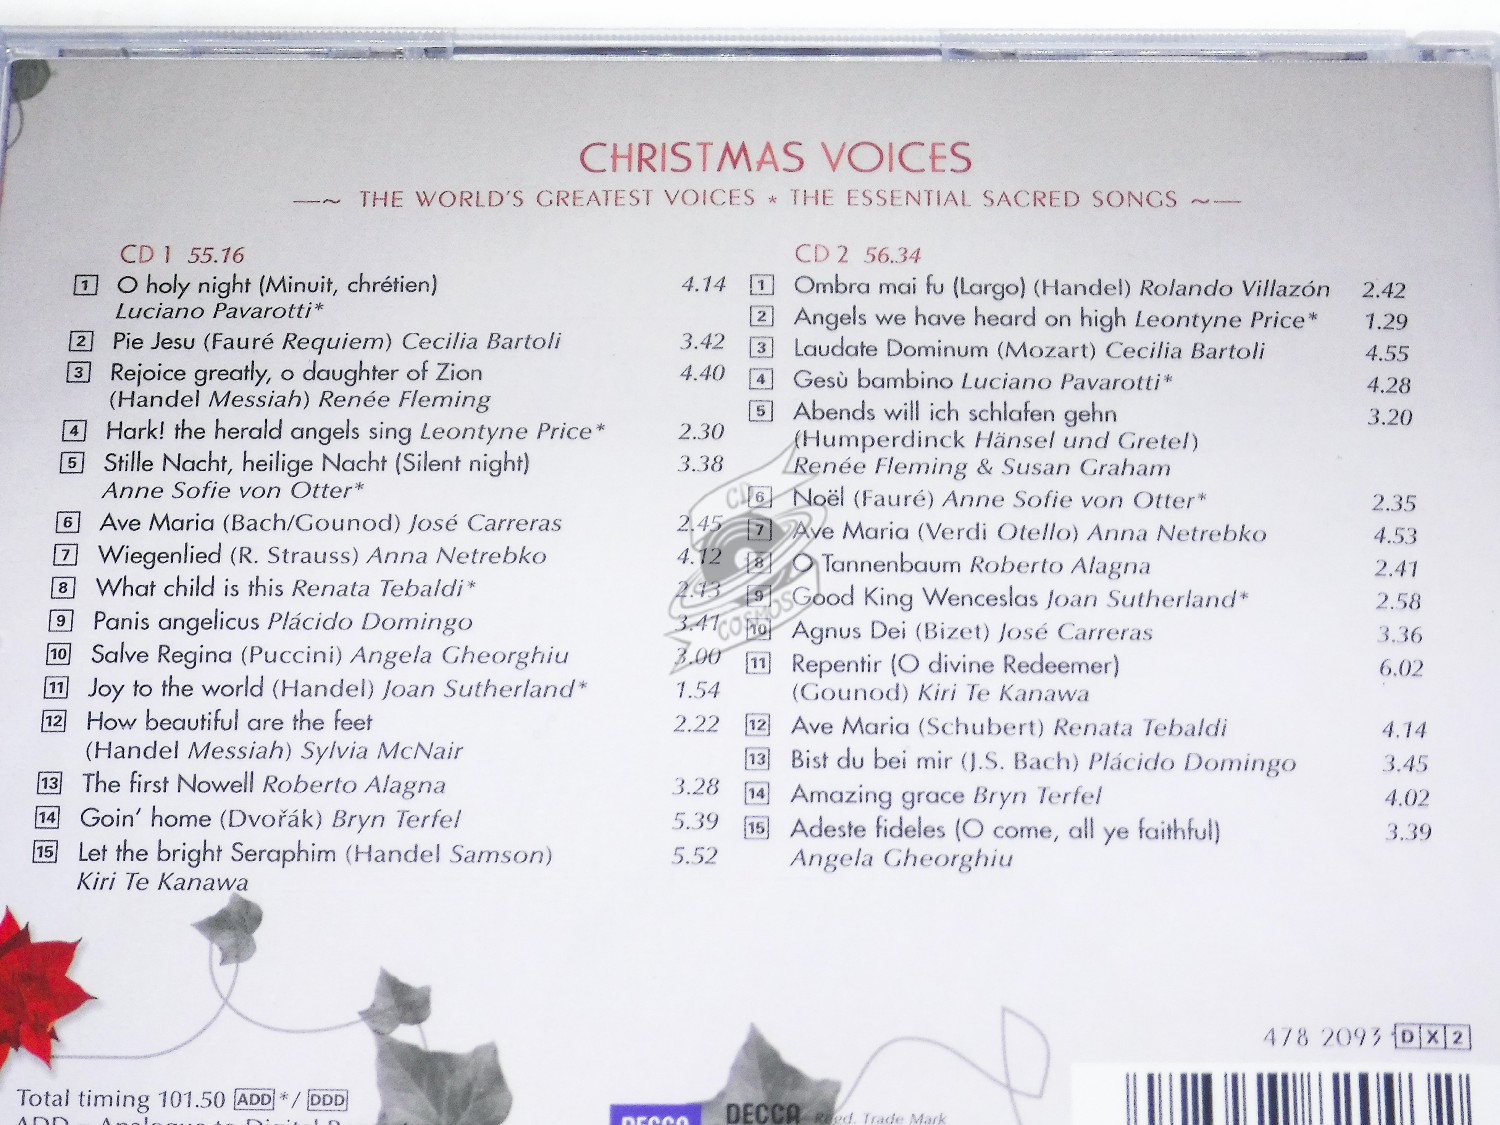 CHRISTMAS VOICES
THE WORLD'S GREATEST VOICES * THE ESSENTIAL SACRED SONGS
CD 1 55.16
1 O holy night (Minuit, chrétien) 4.14
Luciano Pavarotti*
2 Pie Jesu (Fauré Requiem) Cecilia Bartoli 3.42
3 Rejoice greatly, o daughter of Zion 4.40
(Handel Messiah) Renée Fleming
4 Hark! the herald angels sing Leontyne Price* 2.30
5 Stille Nacht, heilige Nacht (Silent night) 3.38
Anne Sofie von Otter*
6 Ave Maria (Bach/Gounod) José Carreras 2.45
7 Wiegenlied (R. Strauss) Anna Netrebko 4.12
8 What child is this Renata Tebaldi* 2.13
9 Panis angelicus Plácido Domingo 3.41
10 Salve Regina (Puccini) Angela Gheorghiu 3.00
11 Joy to the world (Handel) Joan Sutherland* 1.54
12 How beautiful are the feet 2.22
(Handel Messiah) Sylvia McNair
13 The first Nowell Roberto Alagna 3.28
14 Goin' home (Dvořák) Bryn Terfel 5.39
15 Let the bright Seraphim (Handel Samson) 5.52
Kiri Te Kanawa
CD 2 56.34
1 Ombra mai fu (Largo) (Handel) Rolando Villazón 2.42
2 Angels we have heard on high Leontyne Price* 1.29
3 Laudate Dominum (Mozart) Cecilia Bartoli 4.55
4 Gesù bambino Luciano Pavarotti* 4.28
5 Abends will ich schlafen gehn 3.20
(Humperdinck Hänsel und Gretel)
Renée Fleming & Susan Graham
6 Noël (Fauré) Anne Sofie von Otter* 2.35
7 Ave Maria (Verdi Otello) Anna Netrebko 4.53
8 O Tannenbaum Roberto Alagna 2.41
9 Good King Wenceslas Joan Sutherland* 2.58
10 Agnus Dei (Bizet) José Carreras 3.36
11 Repentir (O divine Redeemer) 6.02
(Gounod) Kiri Te Kanawa
12 Ave Maria (Schubert) Renata Tebaldi 4.14
13 Bist du bei mir (J.S. Bach) Plácido Domingo 3.45
14 Amazing grace Bryn Terfel 4.02
15 Adeste fideles (O come, all ye faithful) 3.39
Angela Gheorghiu
CD
COSMOS
478 2093 D X 2
Total timing 101.50 ADD */ DDD
DECCA
DECCA Regd. Trade Mark